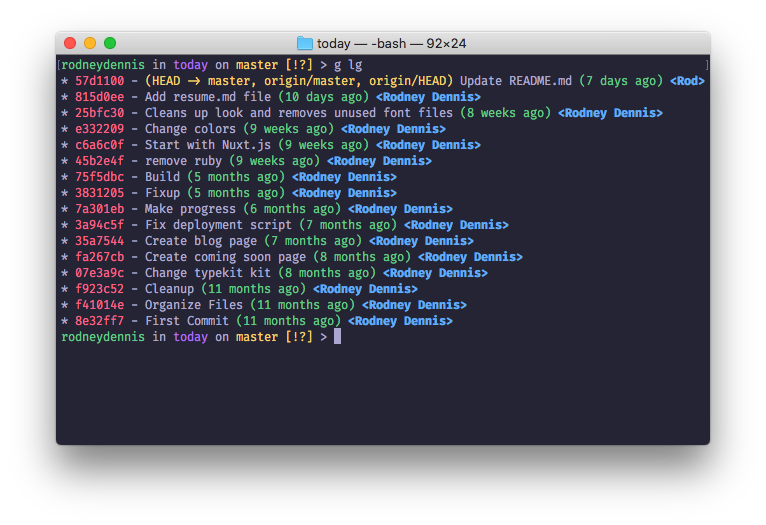 today — -bash — 92×24
rodneydennis in today on master [!?] > g lg
* 57d1100 - (HEAD -> master, origin/master, origin/HEAD) Update README.md (7 days ago) <Rod>
* 815d0ee - Add resume.md file (10 days ago) <Rodney Dennis>
* 25bfc30 - Cleans up look and removes unused font files (8 weeks ago) <Rodney Dennis>
* e332209 - Change colors (9 weeks ago) <Rodney Dennis>
* c6a6c0f - Start with Nuxt.js (9 weeks ago) <Rodney Dennis>
* 45b2e4f - remove ruby (9 weeks ago) <Rodney Dennis>
* 75f5dbc - Build (5 months ago) <Rodney Dennis>
* 3831205 - Fixup (5 months ago) <Rodney Dennis>
* 7a301eb - Make progress (6 months ago) <Rodney Dennis>
* 3a94c5f - Fix deployment script (7 months ago) <Rodney Dennis>
* 35a7544 - Create blog page (7 months ago) <Rodney Dennis>
* fa267cb - Create coming soon page (8 months ago) <Rodney Dennis>
* 07e3a9c - Change typekit kit (8 months ago) <Rodney Dennis>
* f923c52 - Cleanup (11 months ago) <Rodney Dennis>
* f41014e - Organize Files (11 months ago) <Rodney Dennis>
* 8e32ff7 - First Commit (11 months ago) <Rodney Dennis>
rodneydennis in today on master [!?] >